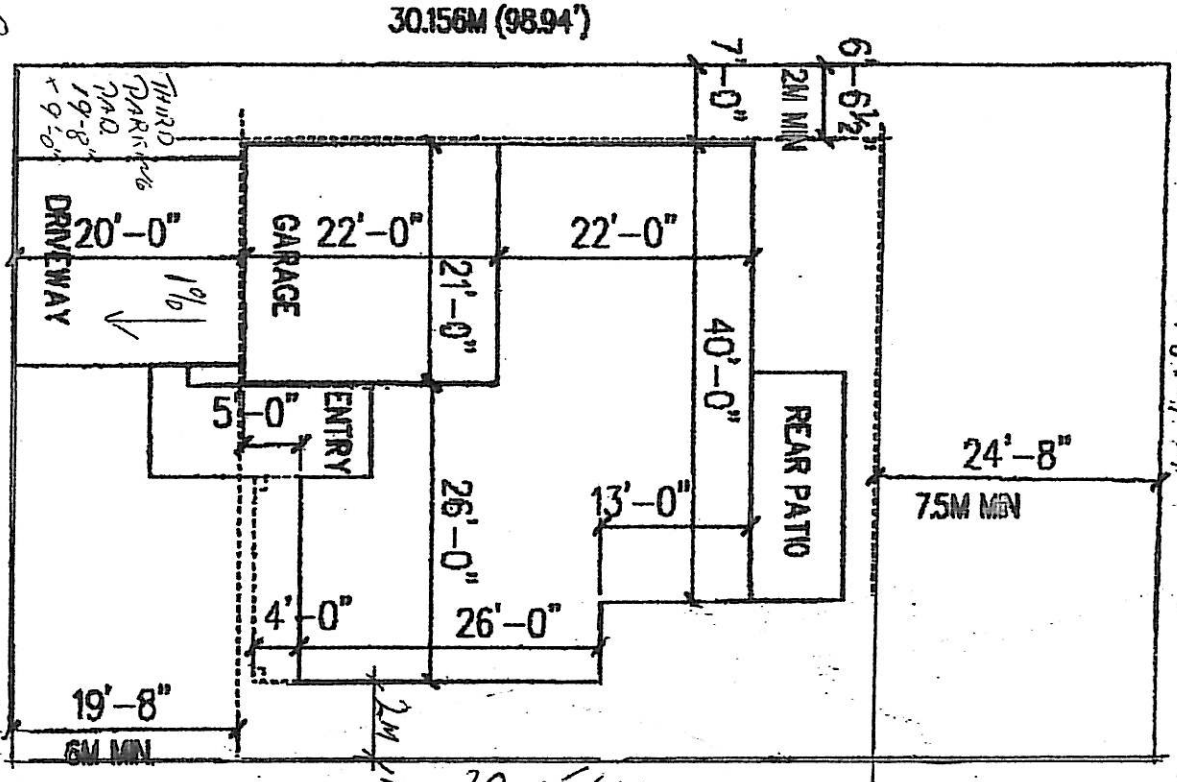 30.156M (98.94')
7'-0"
6'-6½"
2M MIN
THIRD
PARKING
PAD
19'-8"
x 9'-0"
DRIVEWAY
20'-0"
1%
GARAGE
22'-0"
22'-0"
21'-0"
40'-0"
ENTRY
5'-0"
26'-0"
13'-0"
REAR PATIO
24'-8"
7.5M MIN
4'-0"
26'-0"
19'-8"
6M MIN.
2M